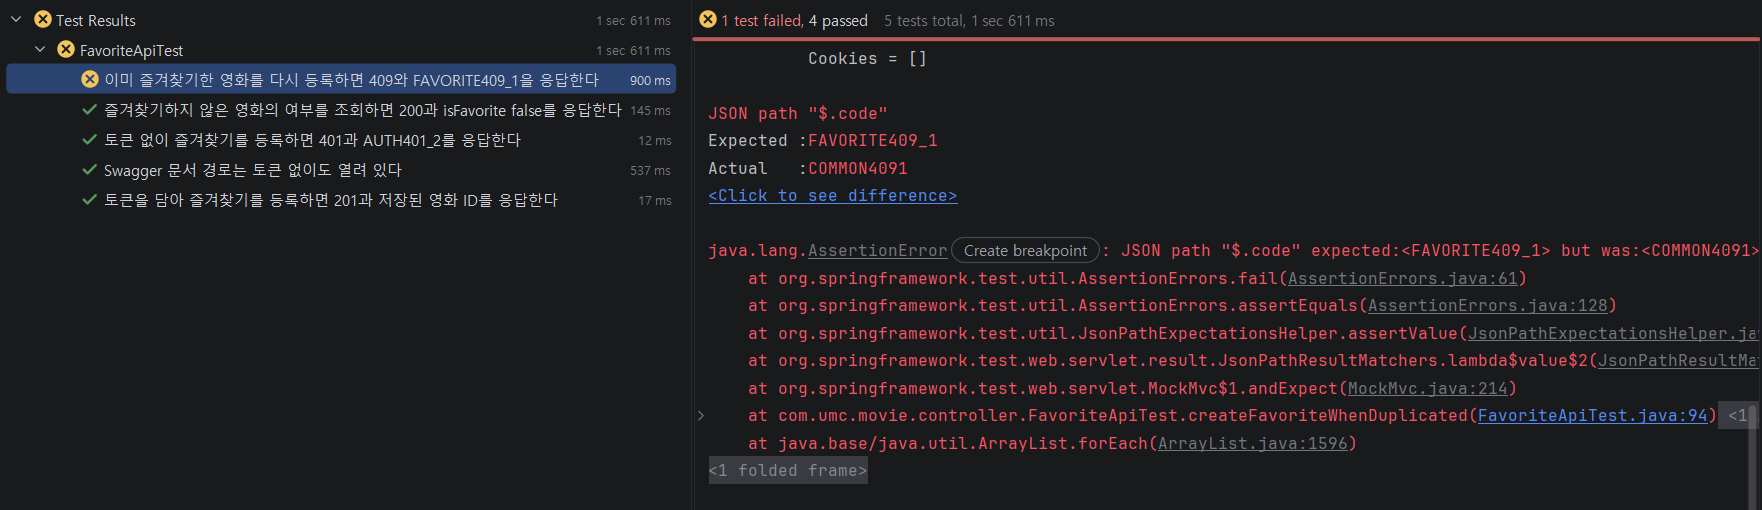 Test Results 1 sec 611 ms
FavoriteApiTest 1 sec 611 ms
이미 즐겨찾기한 영화를 다시 등록하면 409와 FAVORITE409_1을 응답한다 900 ms
즐겨찾기하지 않은 영화의 여부를 조회하면 200과 isFavorite false를 응답한다 145 ms
토큰 없이 즐겨찾기를 등록하면 401과 AUTH401_2를 응답한다 12 ms
Swagger 문서 경로는 토큰 없이도 열려 있다 537 ms
토큰을 담아 즐겨찾기를 등록하면 201과 저장된 영화 ID를 응답한다 17 ms
1 test failed, 4 passed 5 tests total, 1 sec 611 ms
Cookies = []
JSON path "$.code"
Expected :FAVORITE409_1
Actual :COMMON4091
<Click to see difference>
java.lang.AssertionError Create breakpoint : JSON path "$.code" expected:<FAVORITE409_1> but was:<COMMON4091>
at org.springframework.test.util.AssertionErrors.fail(AssertionErrors.java:61)
at org.springframework.test.util.AssertionErrors.assertEquals(AssertionErrors.java:128)
at org.springframework.test.util.JsonPathExpectationsHelper.assertValue(JsonPathExpectationsHelper.ja
at org.springframework.test.web.servlet.result.JsonPathResultMatchers.lambda$value$2(JsonPathResultMa
at org.springframework.test.web.servlet.MockMvc$1.andExpect(MockMvc.java:214)
at com.umc.movie.controller.FavoriteApiTest.createFavoriteWhenDuplicated(FavoriteApiTest.java:94) <1
at java.base/java.util.ArrayList.forEach(ArrayList.java:1596)
<1 folded frame>